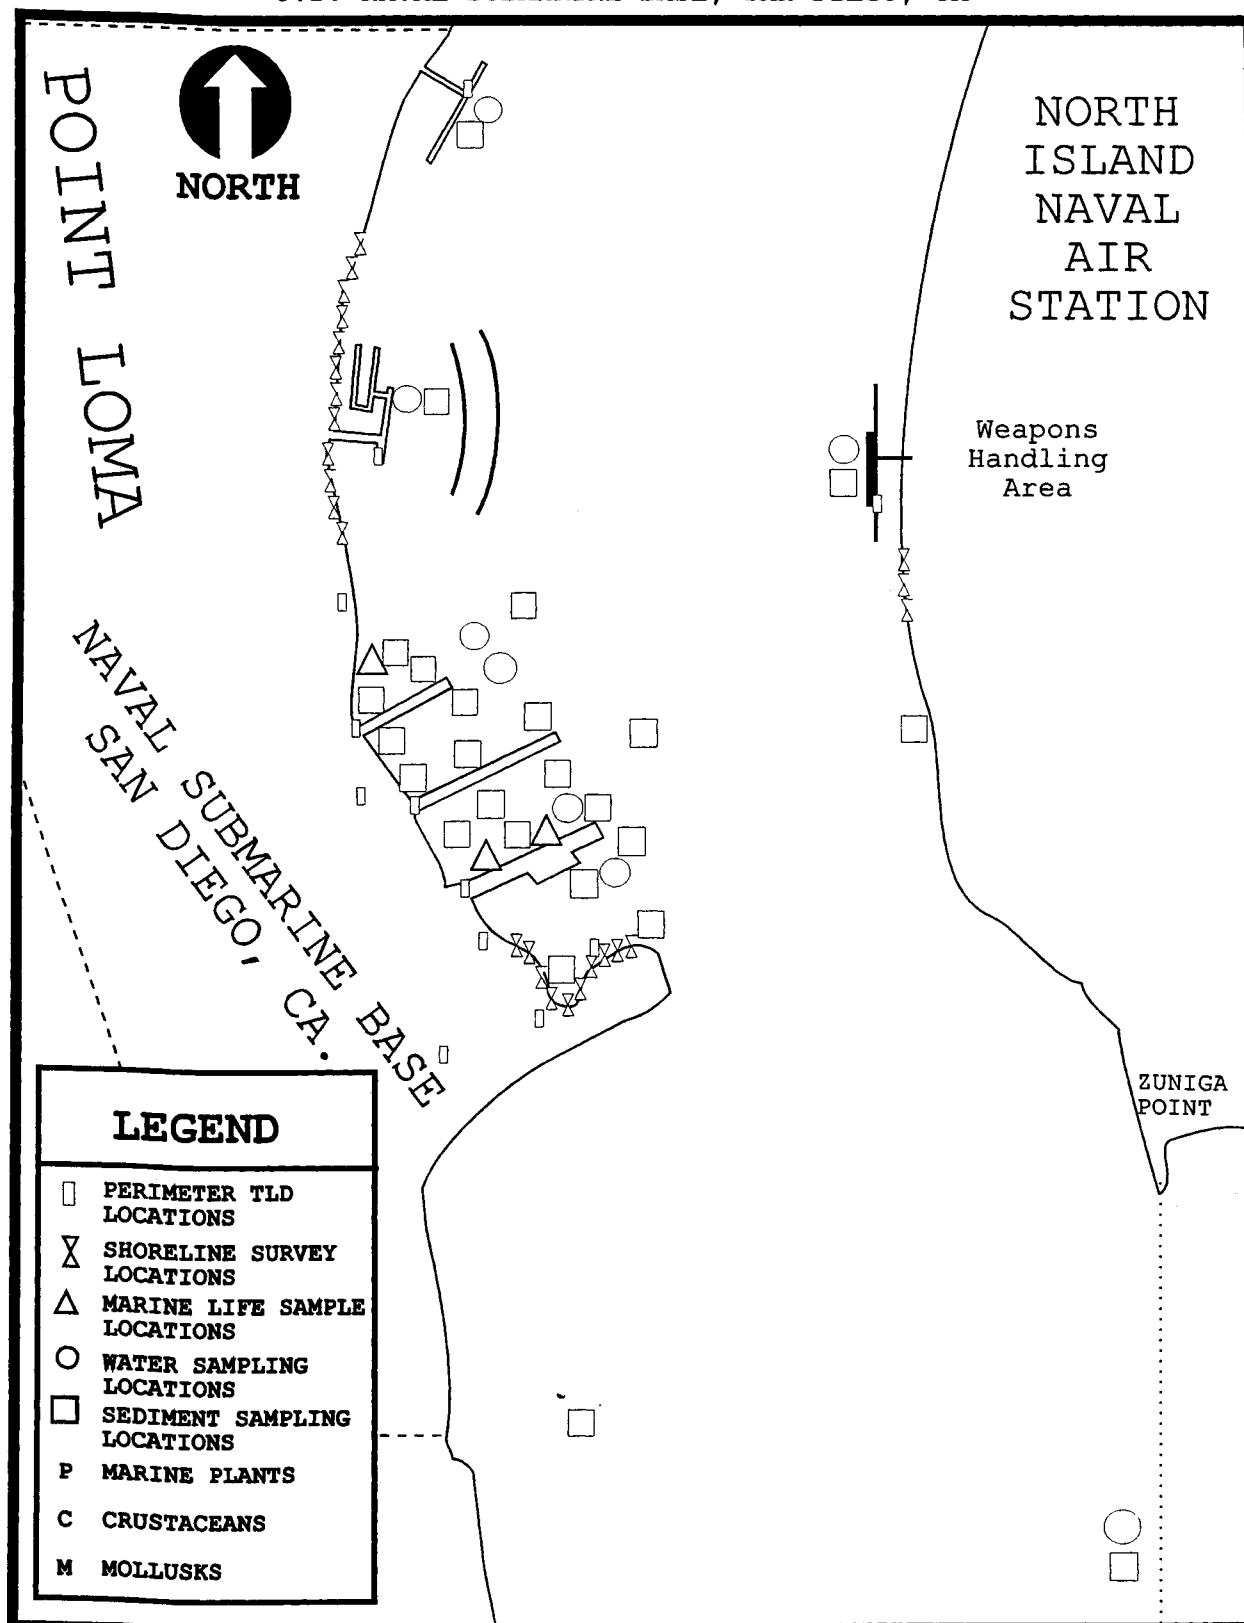 POINT LOMA
NORTH
NORTH
ISLAND
NAVAL
AIR
STATION
Weapons
Handling
Area
NAVAL SUBMARINE BASE
SAN DIEGO, CA.
ZUNIGA
POINT
LEGEND
PERIMETER TLD
LOCATIONS
SHORELINE SURVEY
LOCATIONS
MARINE LIFE SAMPLE
LOCATIONS
WATER SAMPLING
LOCATIONS
SEDIMENT SAMPLING
LOCATIONS
P MARINE PLANTS
C CRUSTACEANS
M MOLLUSKS